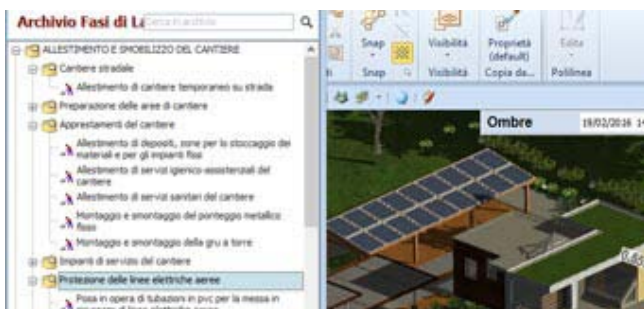 Archivio Fasi di L
Cerca in archivio
ALLESTIMENTO E SMOBILIZZO DEL CANTIERE
Cantiere stradale
Allestimento di cantiere temporaneo su strada
Preparazione delle aree di cantiere
Apprestamenti del cantiere
Allestimento di depositi, zone per lo stoccaggio dei
materiali e per gli impianti fissi
Allestimento di servizi igienico-assistenziali del
cantiere
Allestimento di servizi sanitari del cantiere
Montaggio e smontaggio del ponteggio metallico
fisso
Montaggio e smontaggio della gru a torre
Impianti di servizio del cantiere
Protezione delle linee elettriche aeree
Posa in opera di tubazioni in pvc per la messa in
Snap
Visibilità
Proprietà
(default)
Edita
Snap
Visibilità
Copia da...
Polilinea
Ombre
19/02/2016 14
0,65